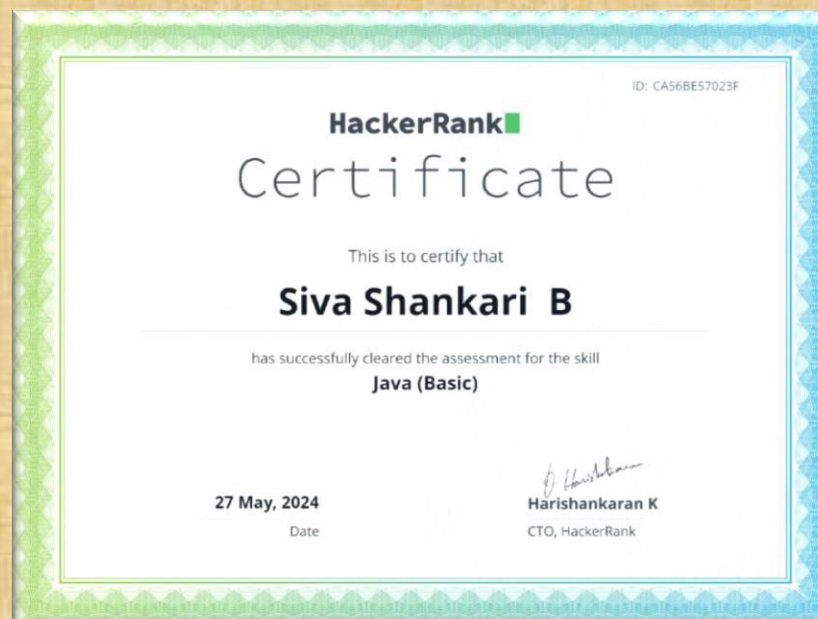 ID: CA56BE57023F
HackerRank
Certificate
This is to certify that
Siva Shankari B
has successfully cleared the assessment for the skill
Java (Basic)
27 May, 2024
Date
Harishankaran K
CTO, HackerRank